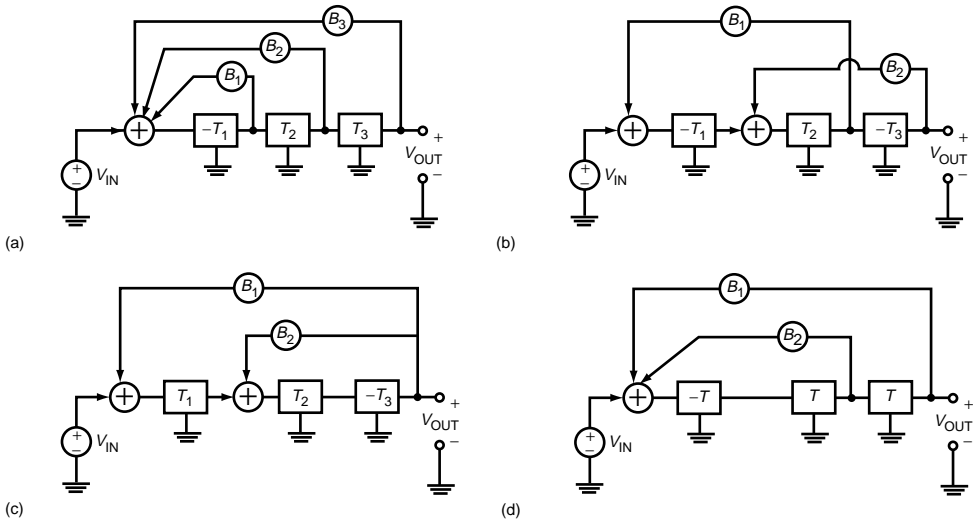 B3
B2
B1
−T1
T2
T3
+
VOUT
−
+
−
VIN
(a)
B1
B2
−T1
T2
−T3
+
VOUT
−
+
−
VIN
(b)
B1
B2
T1
T2
−T3
+
VOUT
−
+
−
VIN
(c)
B1
B2
−T
T
T
+
VOUT
−
+
−
VIN
(d)